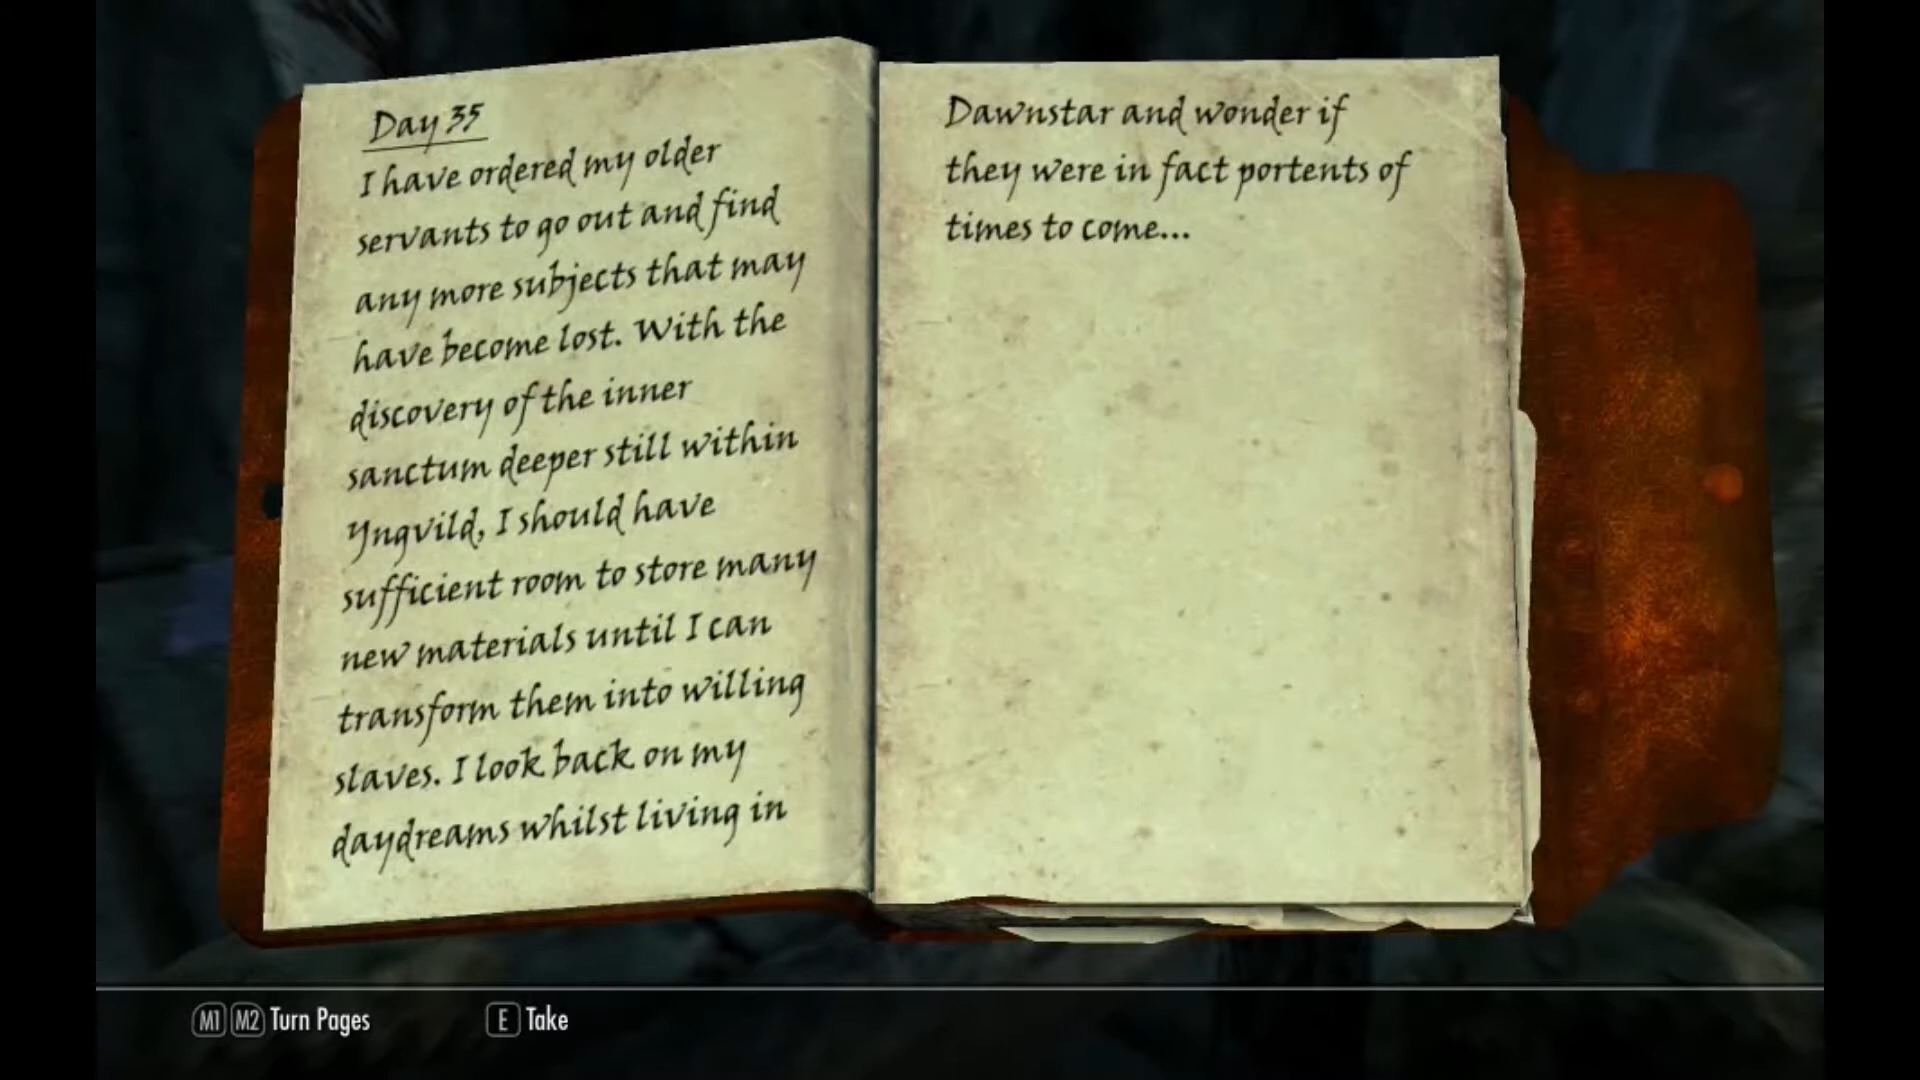 Day 35
I have ordered my older
servants to go out and find
any more subjects that may
have become lost. With the
discovery of the inner
sanctum deeper still within
Yngvild, I should have
sufficient room to store many
new materials until I can
transform them into willing
slaves. I look back on my
daydreams whilst living in
Dawnstar and wonder if
they were in fact portents of
times to come...
M1 M2 Turn Pages
E Take